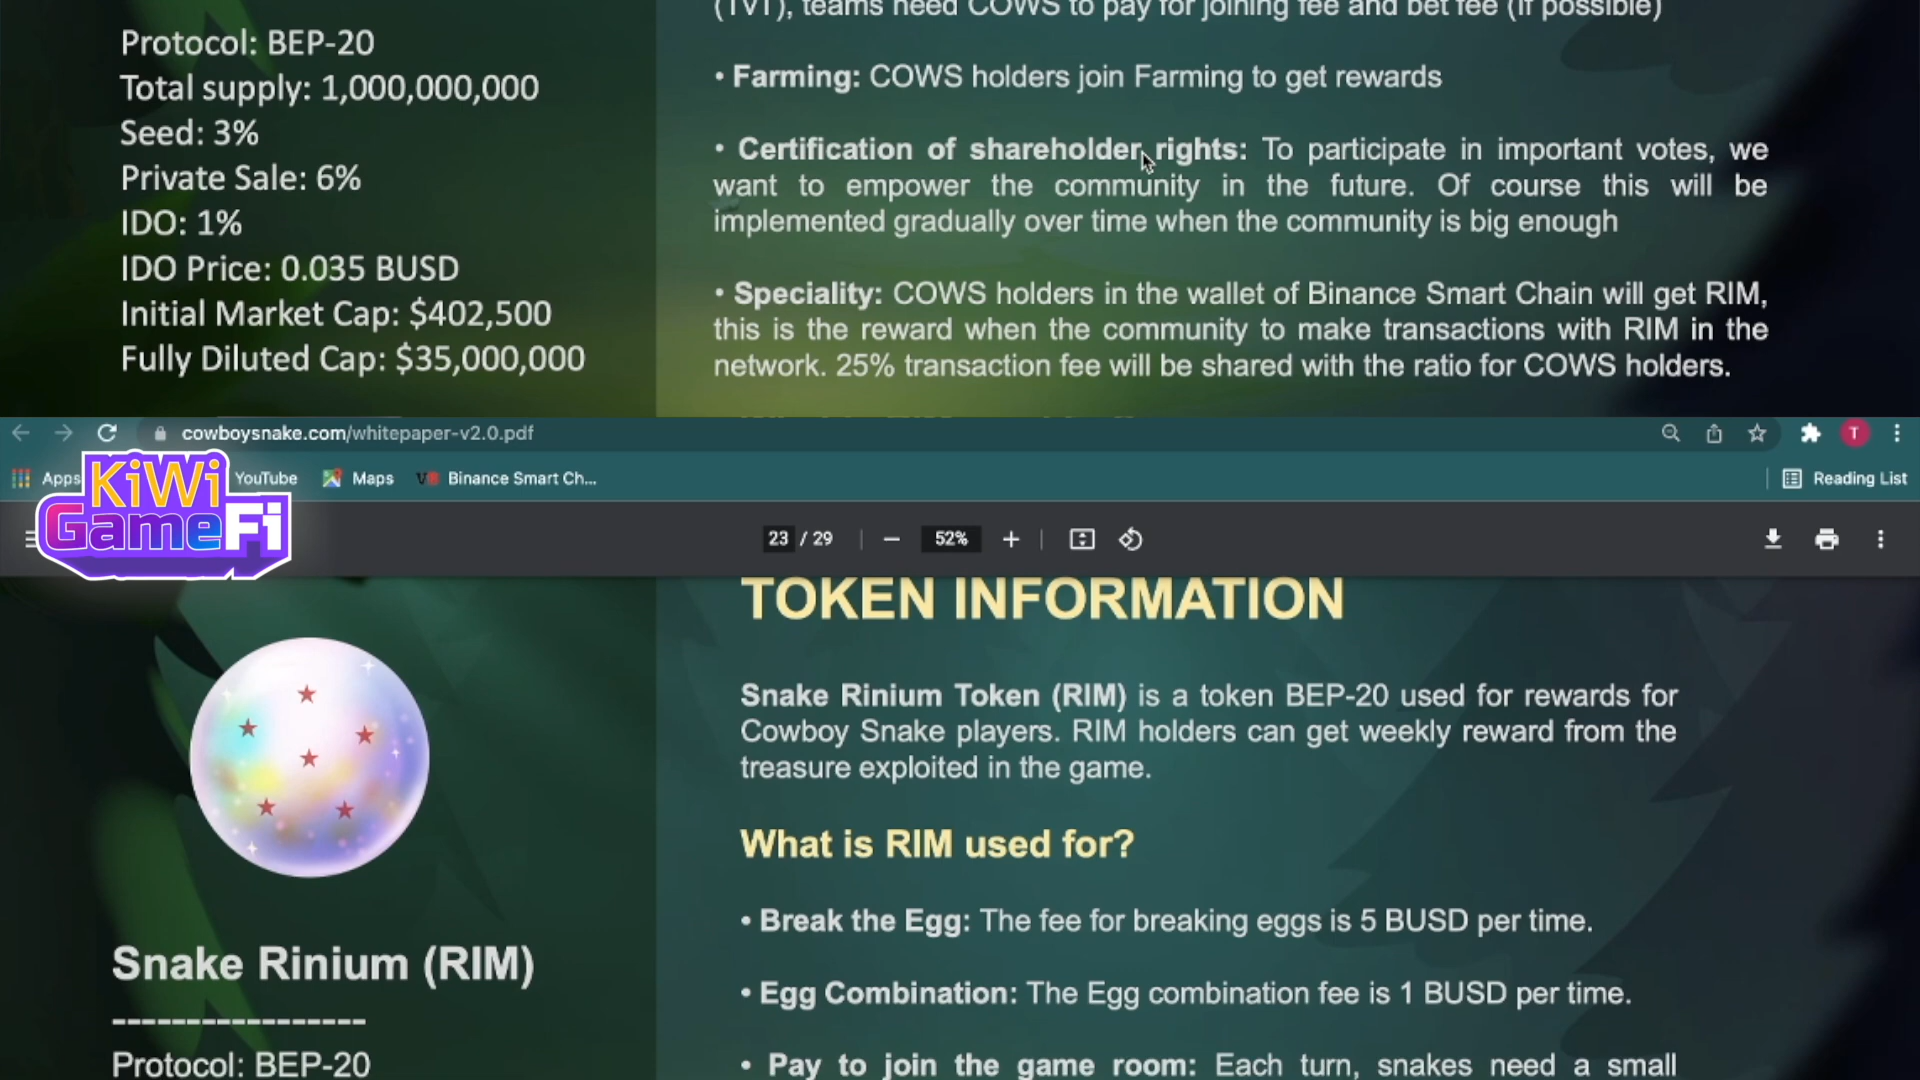 (TVT), teams need COWS to pay for joining fee and bet fee (if possible)
Protocol: BEP-20
Total supply: 1,000,000,000
Seed: 3%
Private Sale: 6%
IDO: 1%
IDO Price: 0.035 BUSD
Initial Market Cap: $402,500
Fully Diluted Cap: $35,000,000
• Farming: COWS holders join Farming to get rewards
• Certification of shareholder rights: To participate in important votes, we
want to empower the community in the future. Of course this will be
implemented gradually over time when the community is big enough
• Speciality: COWS holders in the wallet of Binance Smart Chain will get RIM,
this is the reward when the community to make transactions with RIM in the
network. 25% transaction fee will be shared with the ratio for COWS holders.
cowboysnake.com/whitepaper-v2.0.pdf
T
Apps
YouTube
Maps
Binance Smart Ch...
Reading List
KiWi
GameFi
23 / 29
52%
TOKEN INFORMATION
Snake Rinium Token (RIM) is a token BEP-20 used for rewards for
Cowboy Snake players. RIM holders can get weekly reward from the
treasure exploited in the game.
What is RIM used for?
• Break the Egg: The fee for breaking eggs is 5 BUSD per time.
• Egg Combination: The Egg combination fee is 1 BUSD per time.
• Pay to join the game room: Each turn, snakes need a small
Snake Rinium (RIM)
-----------------
Protocol: BEP-20